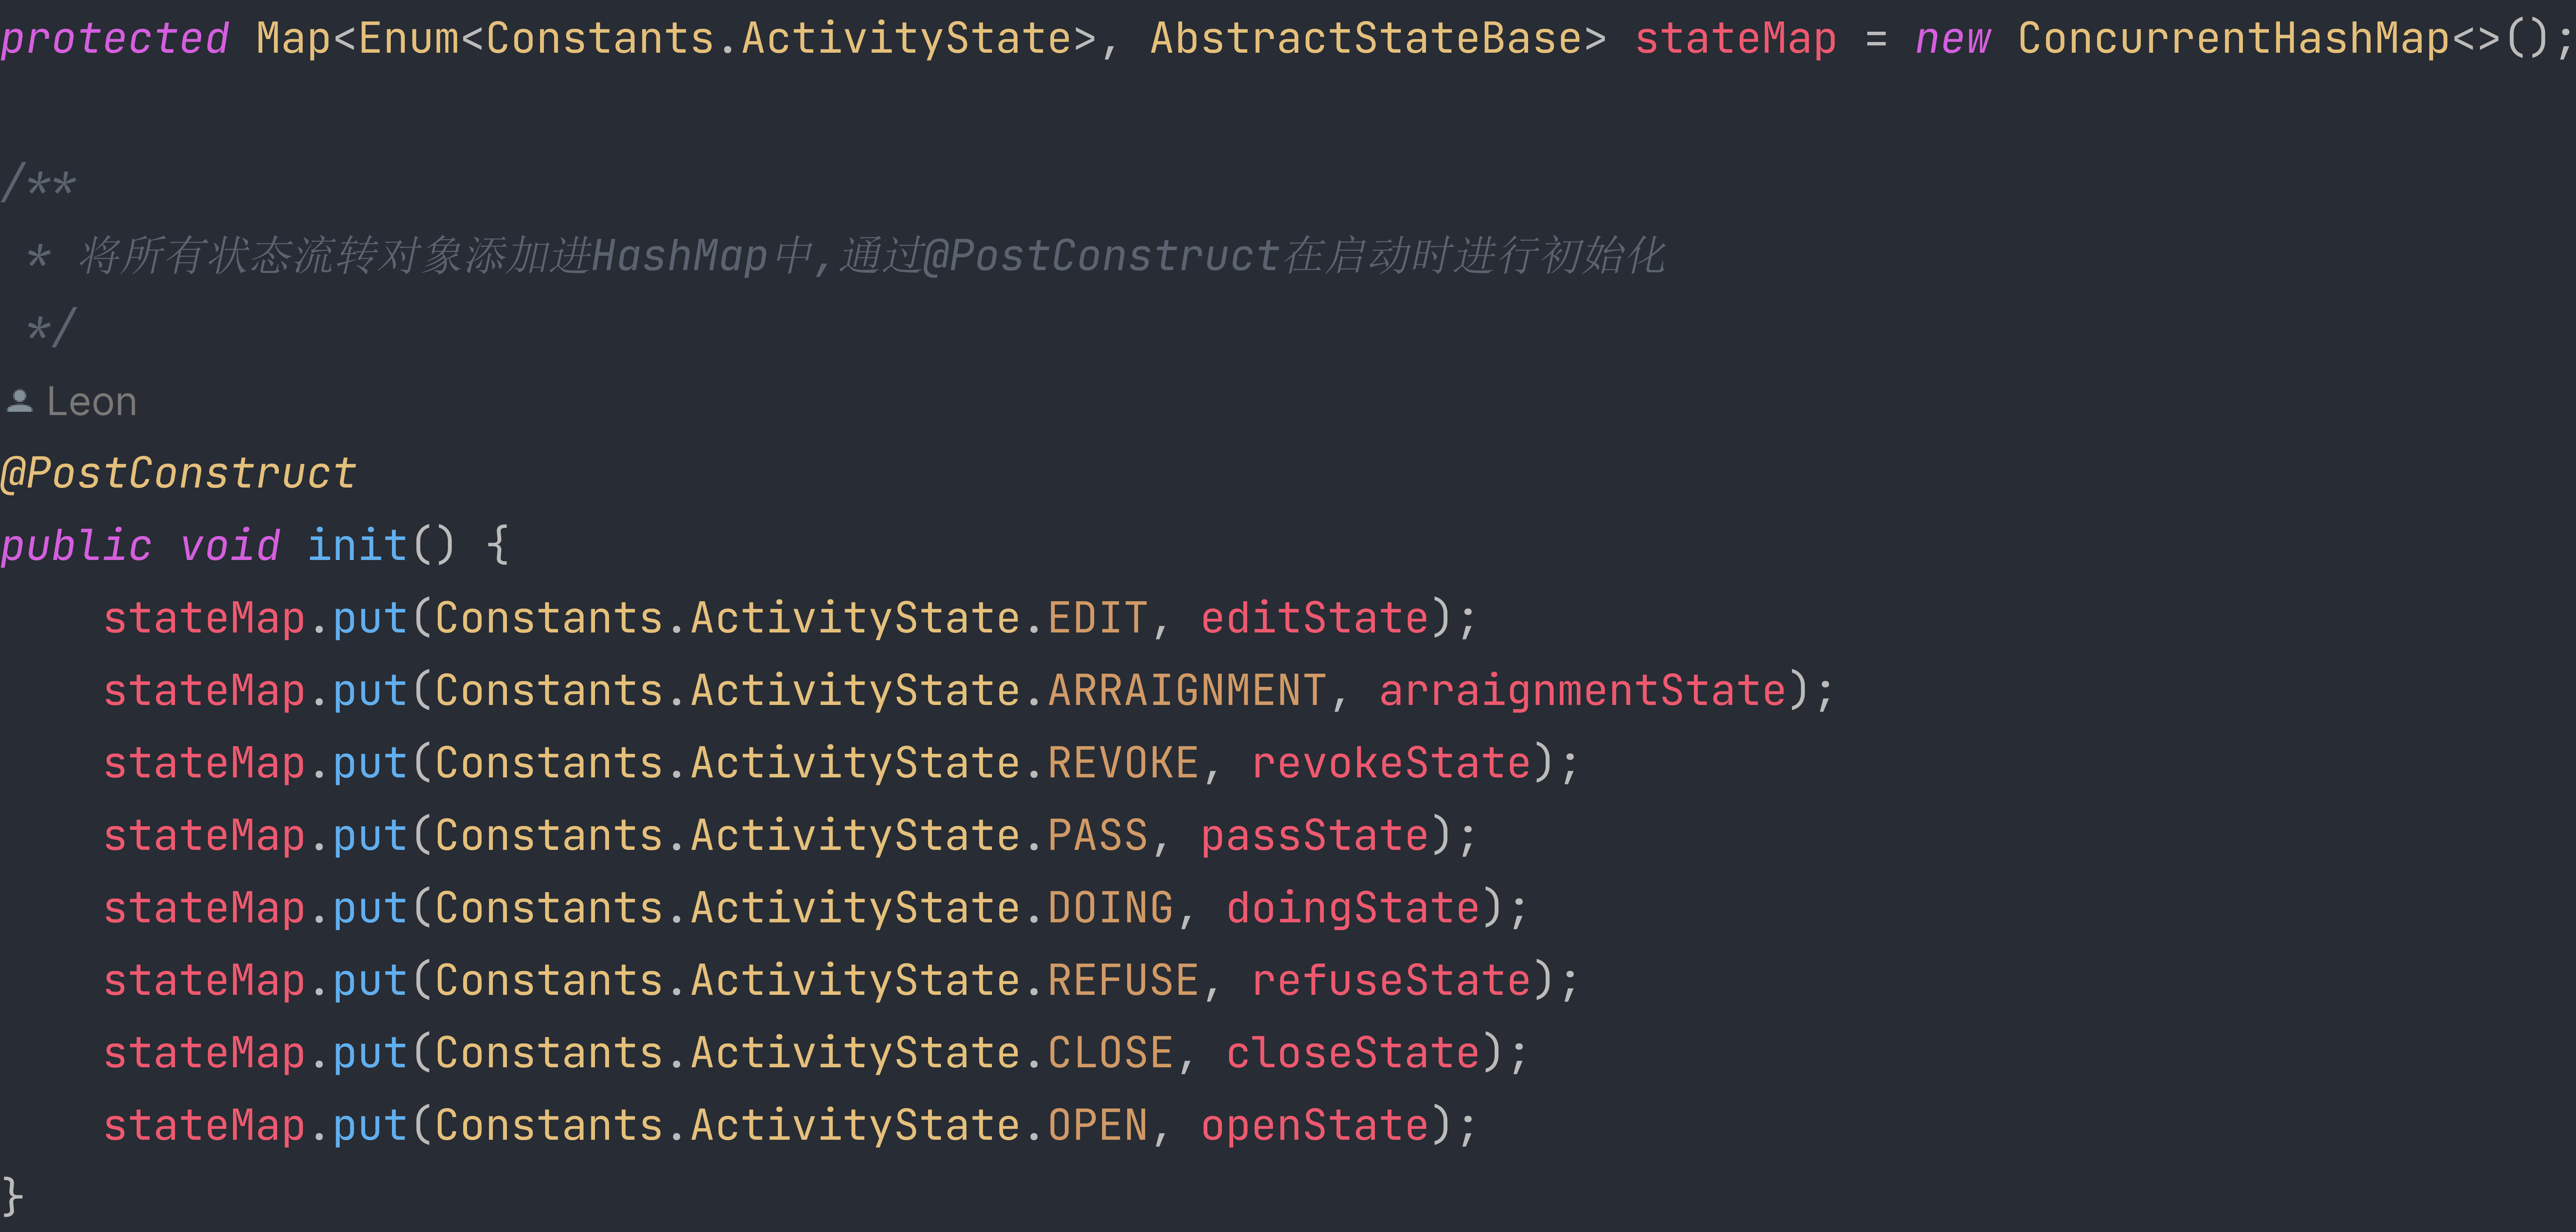 protected Map<Enum<Constants.ActivityState>, AbstractStateBase> stateMap = new ConcurrentHashMap<>();
/**
 * 将所有状态流转对象添加进HashMap中,通过@PostConstruct在启动时进行初始化
 */
Leon
@PostConstruct
public void init() {
    stateMap.put(Constants.ActivityState.EDIT, editState);
    stateMap.put(Constants.ActivityState.ARRAIGNMENT, arraignmentState);
    stateMap.put(Constants.ActivityState.REVOKE, revokeState);
    stateMap.put(Constants.ActivityState.PASS, passState);
    stateMap.put(Constants.ActivityState.DOING, doingState);
    stateMap.put(Constants.ActivityState.REFUSE, refuseState);
    stateMap.put(Constants.ActivityState.CLOSE, closeState);
    stateMap.put(Constants.ActivityState.OPEN, openState);
}